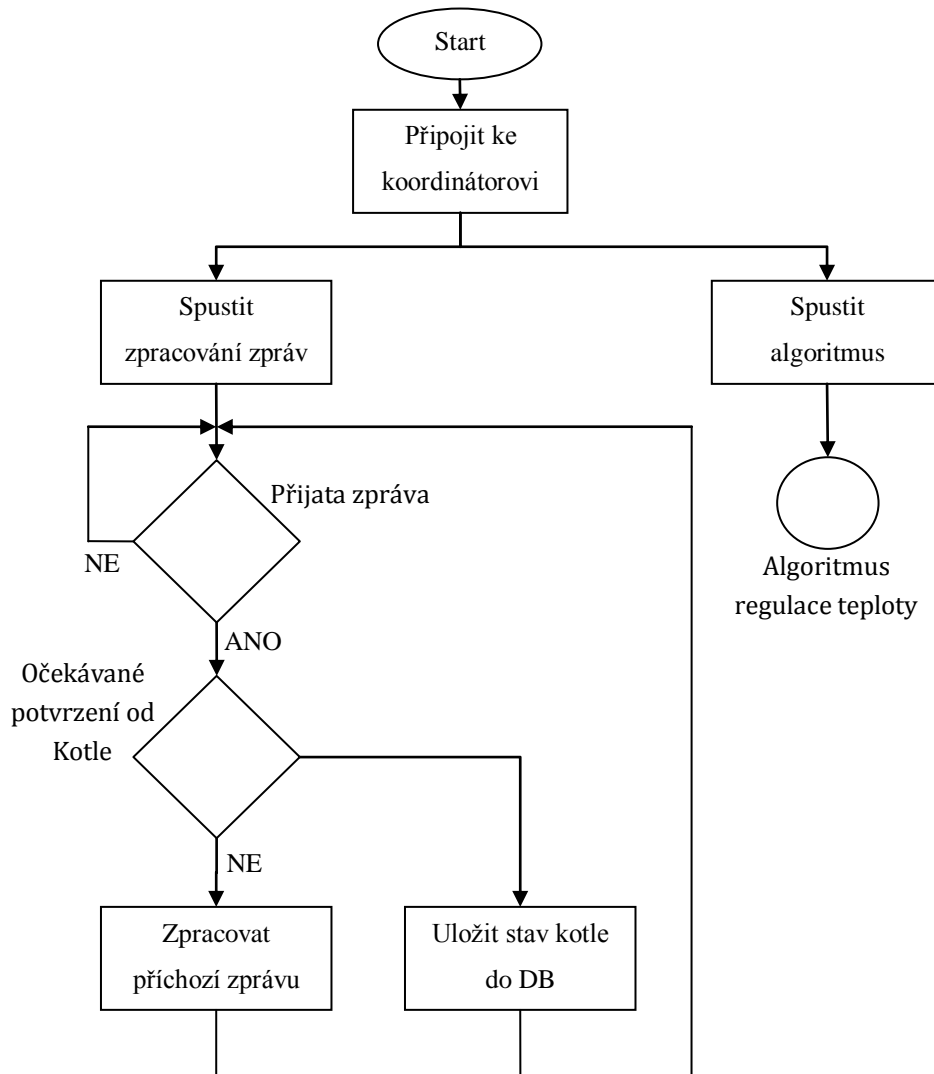 Start
Připojit ke
koordinátorovi
Spustit
zpracování zpráv
Spustit
algoritmus
Přijata zpráva
NE
Algoritmus
regulace teploty
ANO
Očekávané
potvrzení od
Kotle
NE
Zpracovat
příchozí zprávu
Uložit stav kotle
do DB